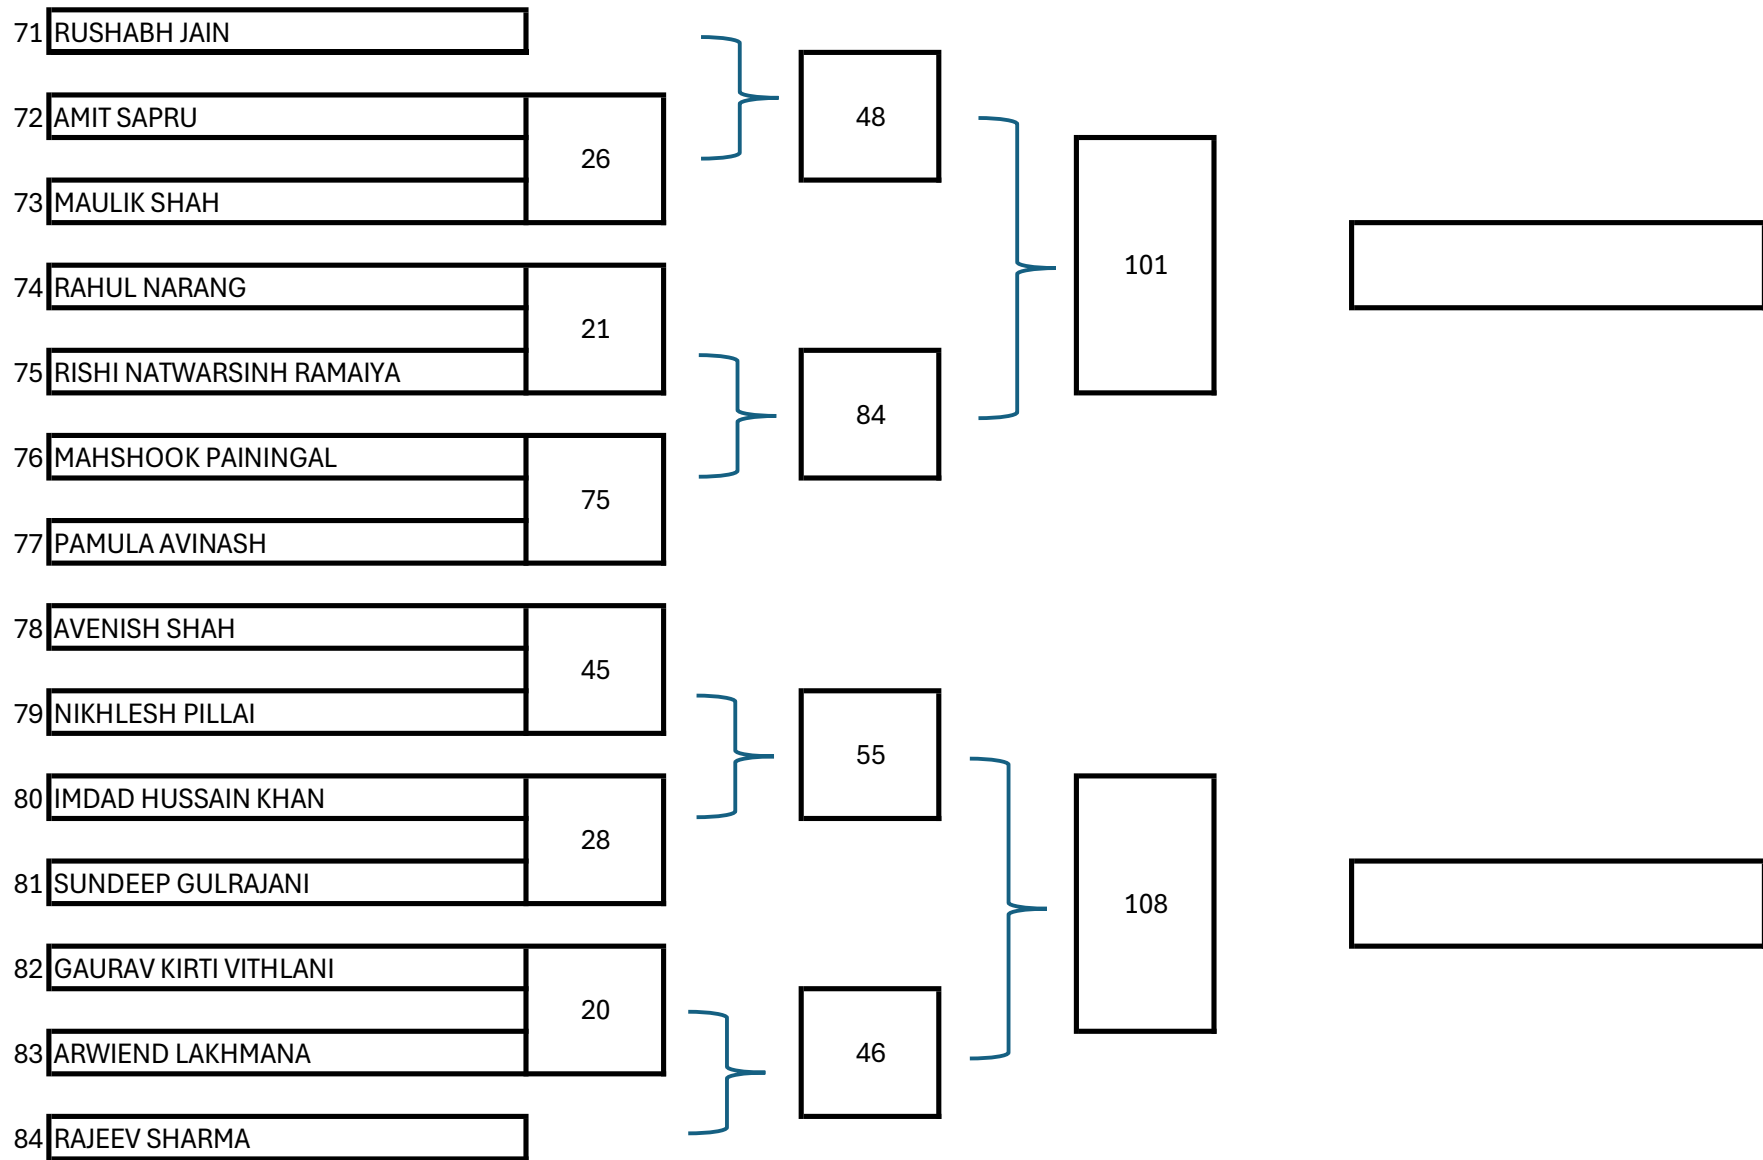 71 RUSHABH JAIN
48
72 AMIT SAPRU
26
73 MAULIK SHAH
101
74 RAHUL NARANG
21
75 RISHI NATWARSINH RAMAIYA
84
76 MAHSHOOK PAININGAL
75
77 PAMULA AVINASH
78 AVENISH SHAH
45
79 NIKHLESH PILLAI
55
80 IMDAD HUSSAIN KHAN
28
81 SUNDEEP GULRAJANI
108
82 GAURAV KIRTI VITHLANI
20
83 ARWIEND LAKHMANA
46
84 RAJEEV SHARMA